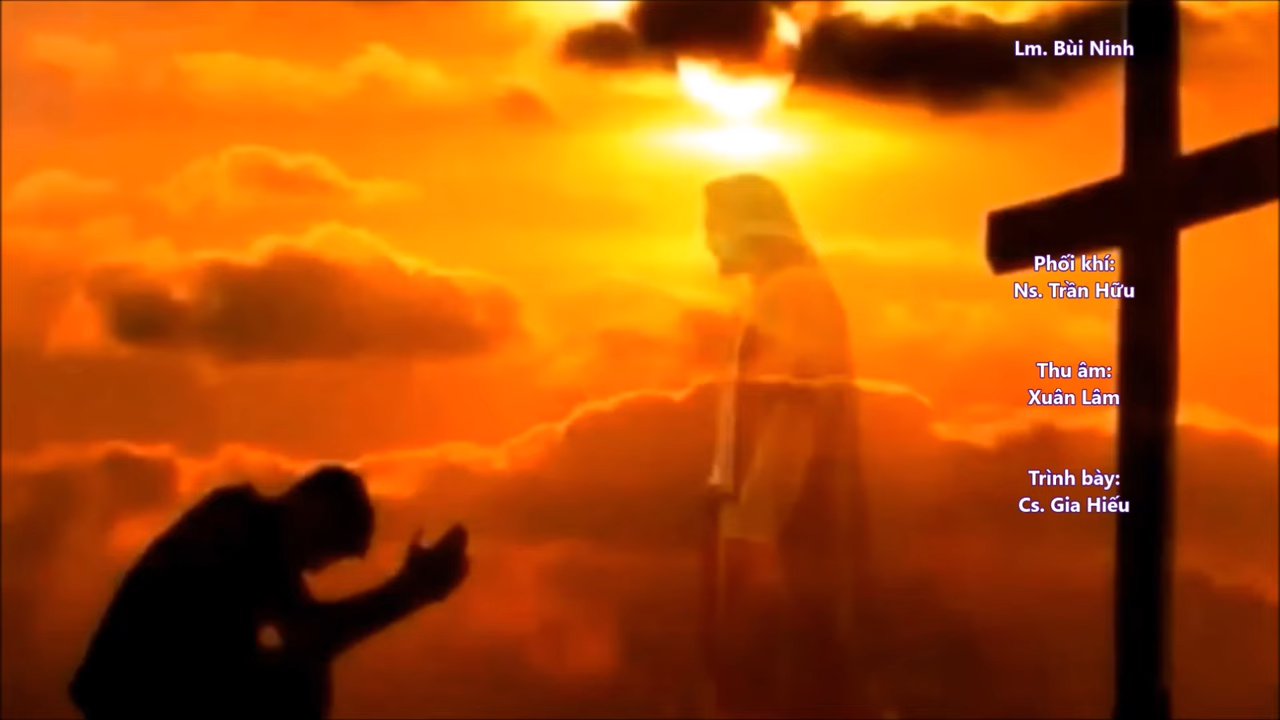 Lm. Bùi Ninh
Phối khí:
Ns. Trần Hữu
Thu âm:
Xuân Lâm
Trình bày:
Cs. Gia Hiếu